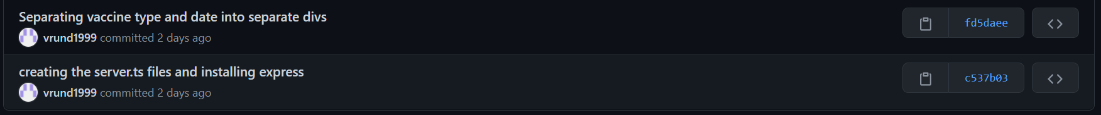 Separating vaccine type and date into separate divs
fd5daee
vrund1999 committed 2 days ago
creating the server.ts files and installing express
c537b03
vrund1999 committed 2 days ago